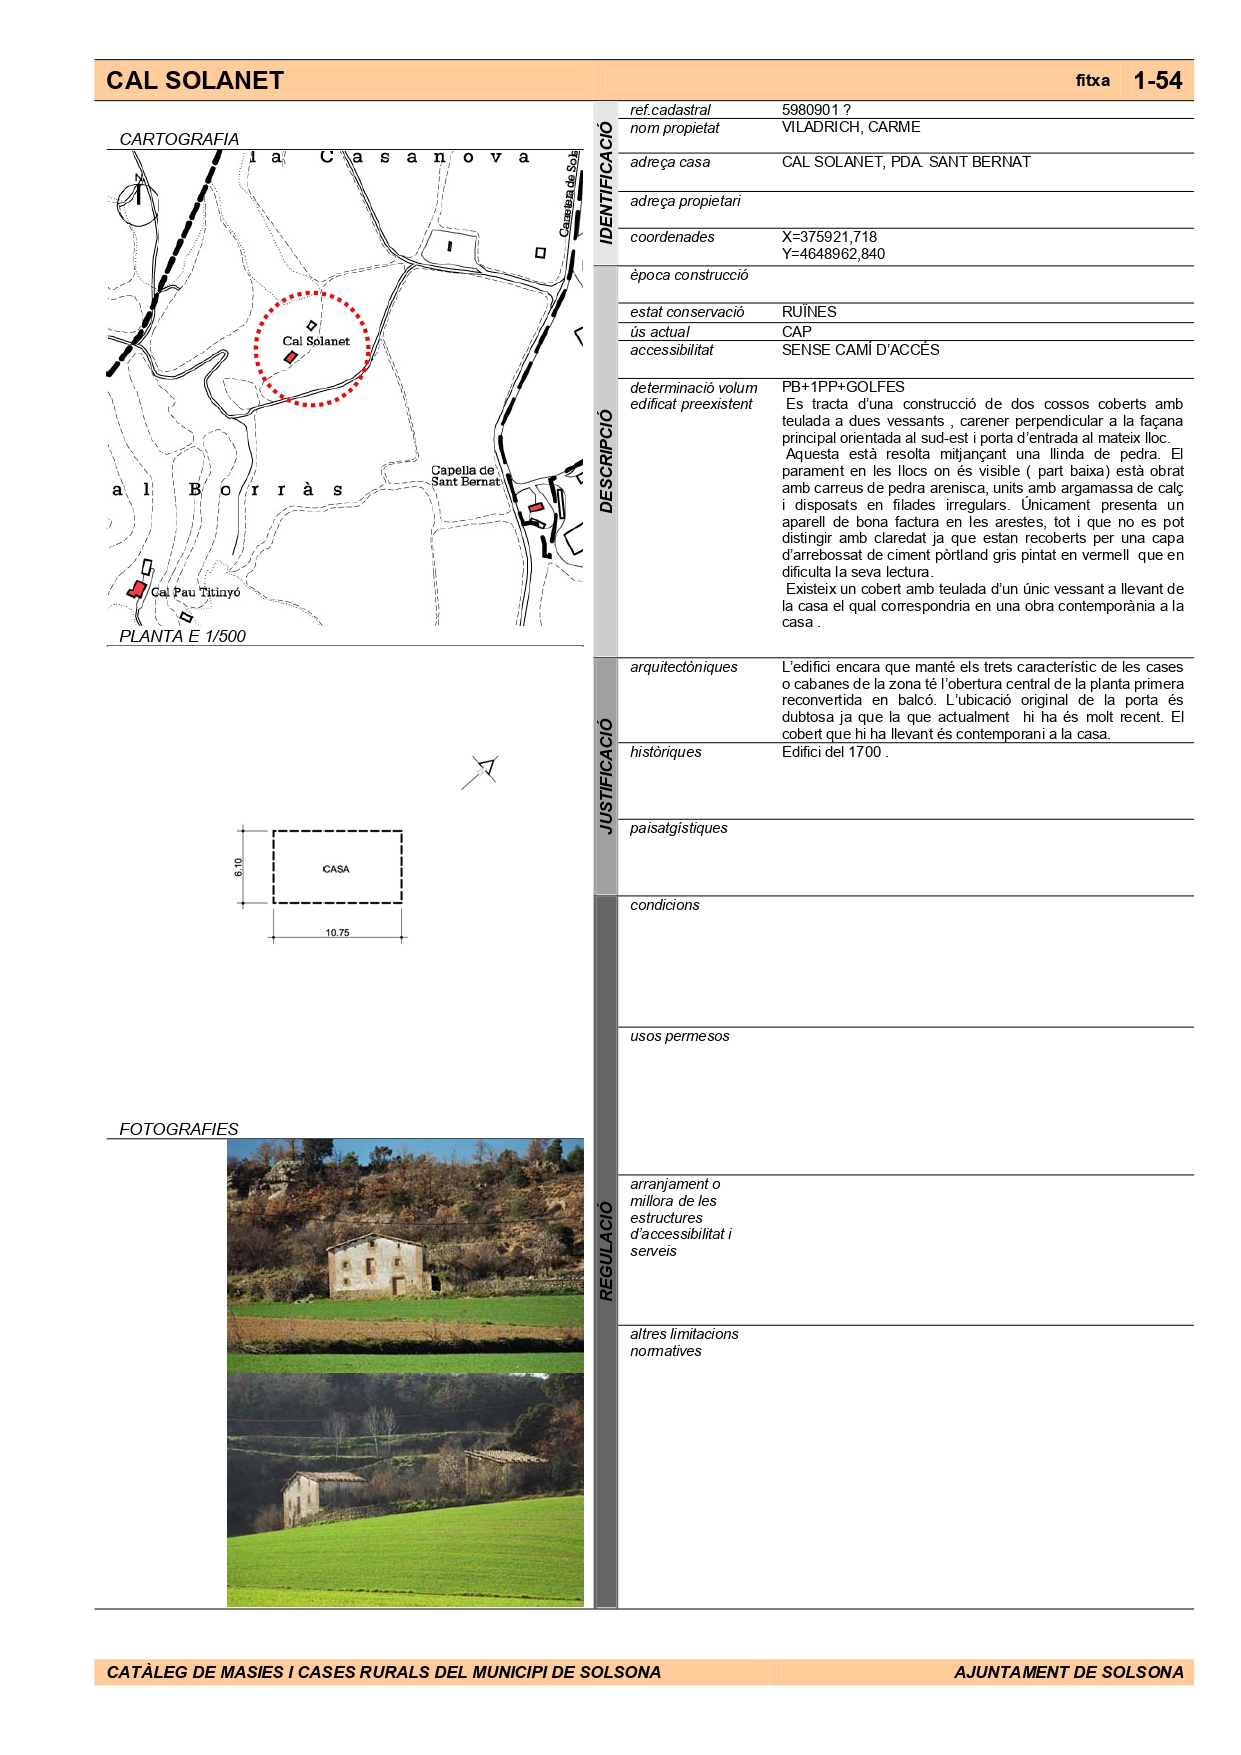 CAL SOLANET
fitxa 1-54
CARTOGRAFIA
la Casanova
Carretera de Sols
N
Cal Solanet
Capella de
Sant Bernat
al Borràs
Cal Pau Titinyó
PLANTA E 1/500
CASA
6.10
10.75
FOTOGRAFIES
IDENTIFICACIÓ
ref.cadastral 5980901 ?
nom propietat VILADRICH, CARME
adreça casa CAL SOLANET, PDA. SANT BERNAT
adreça propietari
coordenades X=375921,718
Y=4648962,840
DESCRIPCIÓ
època construcció
estat conservació RUÏNES
ús actual CAP
accessibilitat SENSE CAMÍ D’ACCÉS
determinació volum PB+1PP+GOLFES
edificat preexistent Es tracta d’una construcció de dos cossos coberts amb
teulada a dues vessants , carener perpendicular a la façana
principal orientada al sud-est i porta d’entrada al mateix lloc.
Aquesta està resolta mitjançant una llinda de pedra. El
parament en les llocs on és visible ( part baixa) està obrat
amb carreus de pedra arenisca, units amb argamassa de calç
i disposats en filades irregulars. Únicament presenta un
aparell de bona factura en les arestes, tot i que no es pot
distingir amb claredat ja que estan recoberts per una capa
d’arrebossat de ciment pòrtland gris pintat en vermell que en
dificulta la seva lectura.
Existeix un cobert amb teulada d’un únic vessant a llevant de
la casa el qual correspondria en una obra contemporània a la
casa .
JUSTIFICACIÓ
arquitectòniques L’edifici encara que manté els trets característic de les cases
o cabanes de la zona té l’obertura central de la planta primera
reconvertida en balcó. L’ubicació original de la porta és
dubtosa ja que la que actualment hi ha és molt recent. El
cobert que hi ha llevant és contemporani a la casa.
històriques Edifici del 1700 .
paisatgístiques
REGULACIÓ
condicions
usos permesos
arranjament o
millora de les
estructures
d’accessibilitat i
serveis
altres limitacions
normatives
CATÀLEG DE MASIES I CASES RURALS DEL MUNICIPI DE SOLSONA
AJUNTAMENT DE SOLSONA